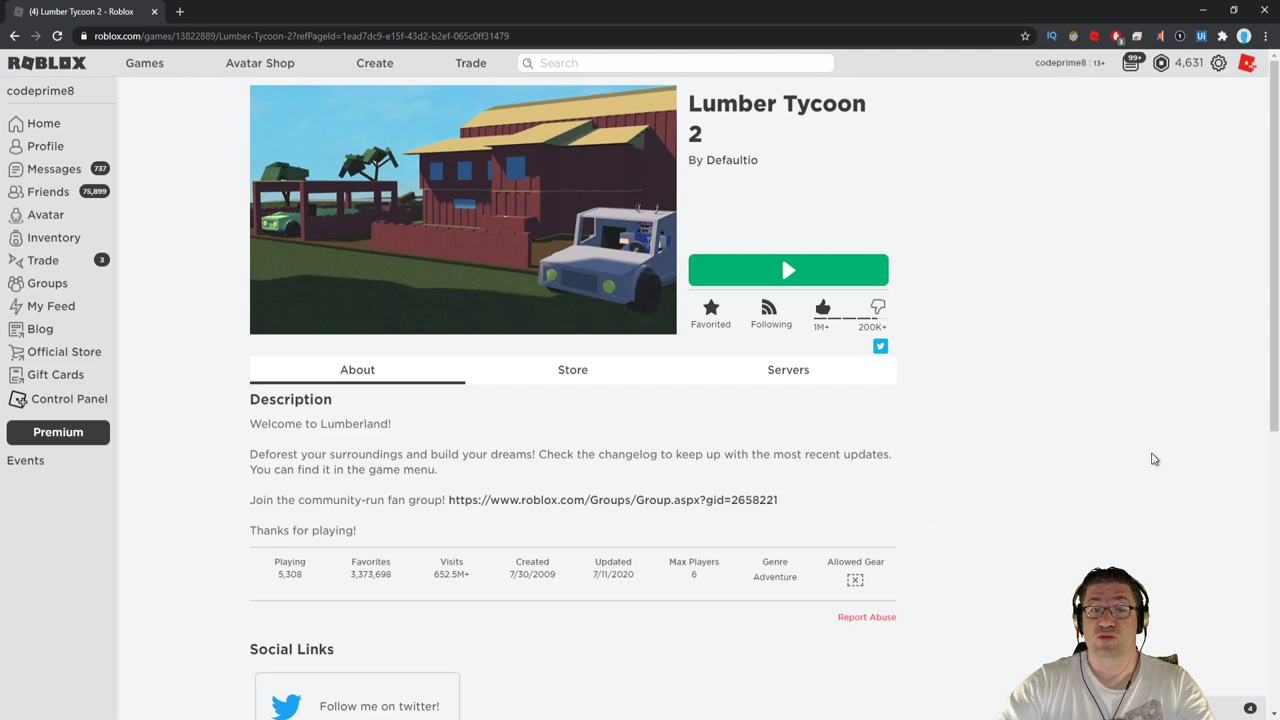 (4) Lumber Tycoon 2 - Roblox
roblox.com/games/13822889/Lumber-Tycoon-2?refPageId=1ead7dc9-e15f-43d2-b2ef-065c0ff31479
ROBLOX
Games
Avatar Shop
Create
Trade
Search
codeprime8 : 13+
99+
4,631
codeprime8
Home
Profile
Messages 737
Friends 75,899
Avatar
Inventory
Trade 3
Groups
My Feed
Blog
Official Store
Gift Cards
Control Panel
Premium
Events
Lumber Tycoon
2
By Defaultio
Favorited
Following
1M+
200K+
About
Store
Servers
Description
Welcome to Lumberland!
Deforest your surroundings and build your dreams! Check the changelog to keep up with the most recent updates.
You can find it in the game menu.
Join the community-run fan group! https://www.roblox.com/Groups/Group.aspx?gid=2658221
Thanks for playing!
Playing Favorites Visits Created Updated Max Players Genre Allowed Gear
5,308 3,373,698 652.5M+ 7/30/2009 7/11/2020 6 Adventure
Report Abuse
Social Links
Follow me on twitter!
4